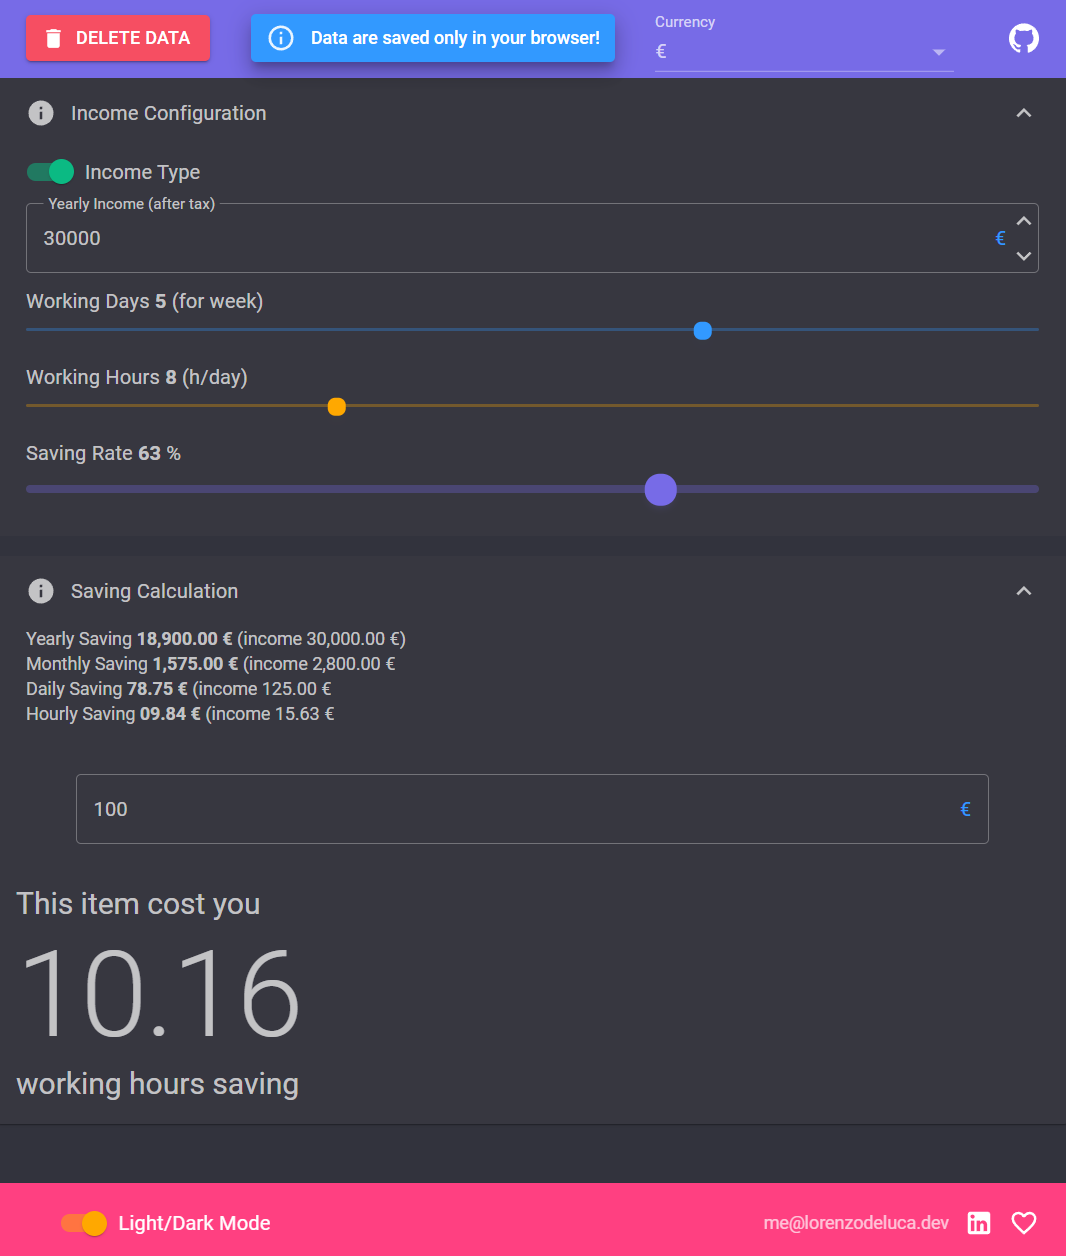 DELETE DATA
Data are saved only in your browser!
Currency
€
Income Configuration
Income Type
Yearly Income (after tax)
30000 €
Working Days 5 (for week)
Working Hours 8 (h/day)
Saving Rate 63 %
Saving Calculation
Yearly Saving 18,900.00 € (income 30,000.00 €)
Monthly Saving 1,575.00 € (income 2,800.00 €
Daily Saving 78.75 € (income 125.00 €
Hourly Saving 09.84 € (income 15.63 €
100 €
This item cost you
10.16
working hours saving
Light/Dark Mode
me@lorenzodeluca.dev